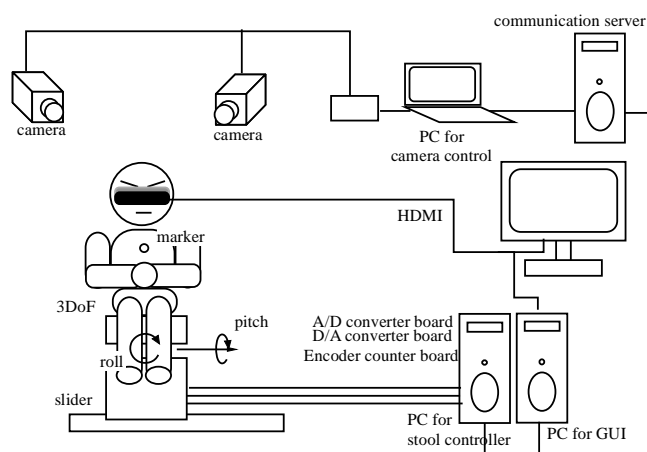 communication server
camera
camera
PC for
camera control
HDMI
marker
3DoF
pitch
A/D converter board
D/A converter board
Encoder counter board
roll
slider
PC for
stool controller
PC for GUI